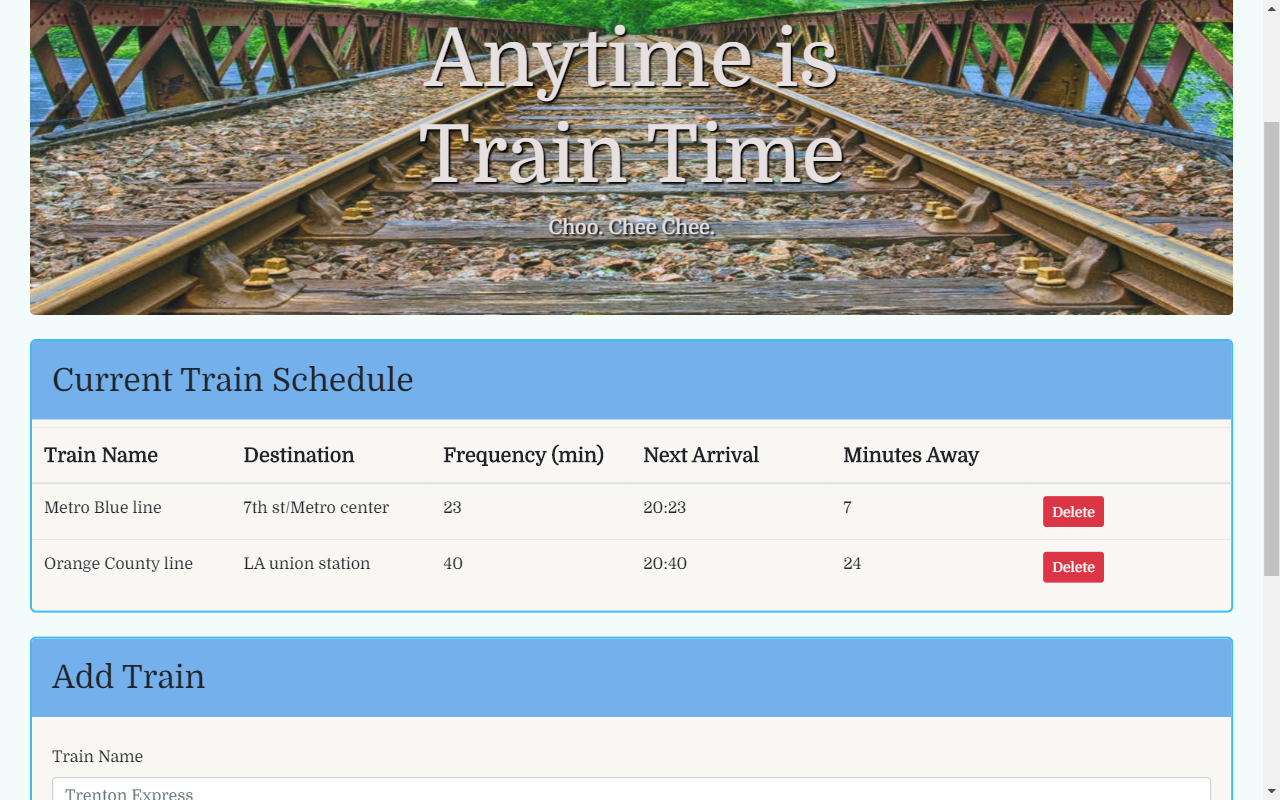 Anytime is
Train Time
Choo. Chee Chee.
Current Train Schedule
Train Name Destination Frequency (min) Next Arrival Minutes Away
Metro Blue line 7th st/Metro center 23 20:23 7 Delete
Orange County line LA union station 40 20:40 24 Delete
Add Train
Train Name
Trenton Express